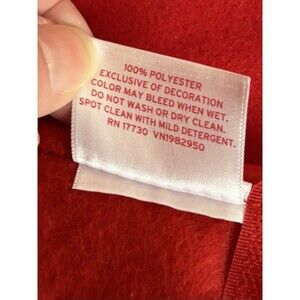 100% POLYESTER
EXCLUSIVE OF DECORATION
COLOR MAY BLEED WHEN WET.
DO NOT WASH OR DRY CLEAN.
SPOT CLEAN WITH MILD DETERGENT.
RN 17730 VN1982950